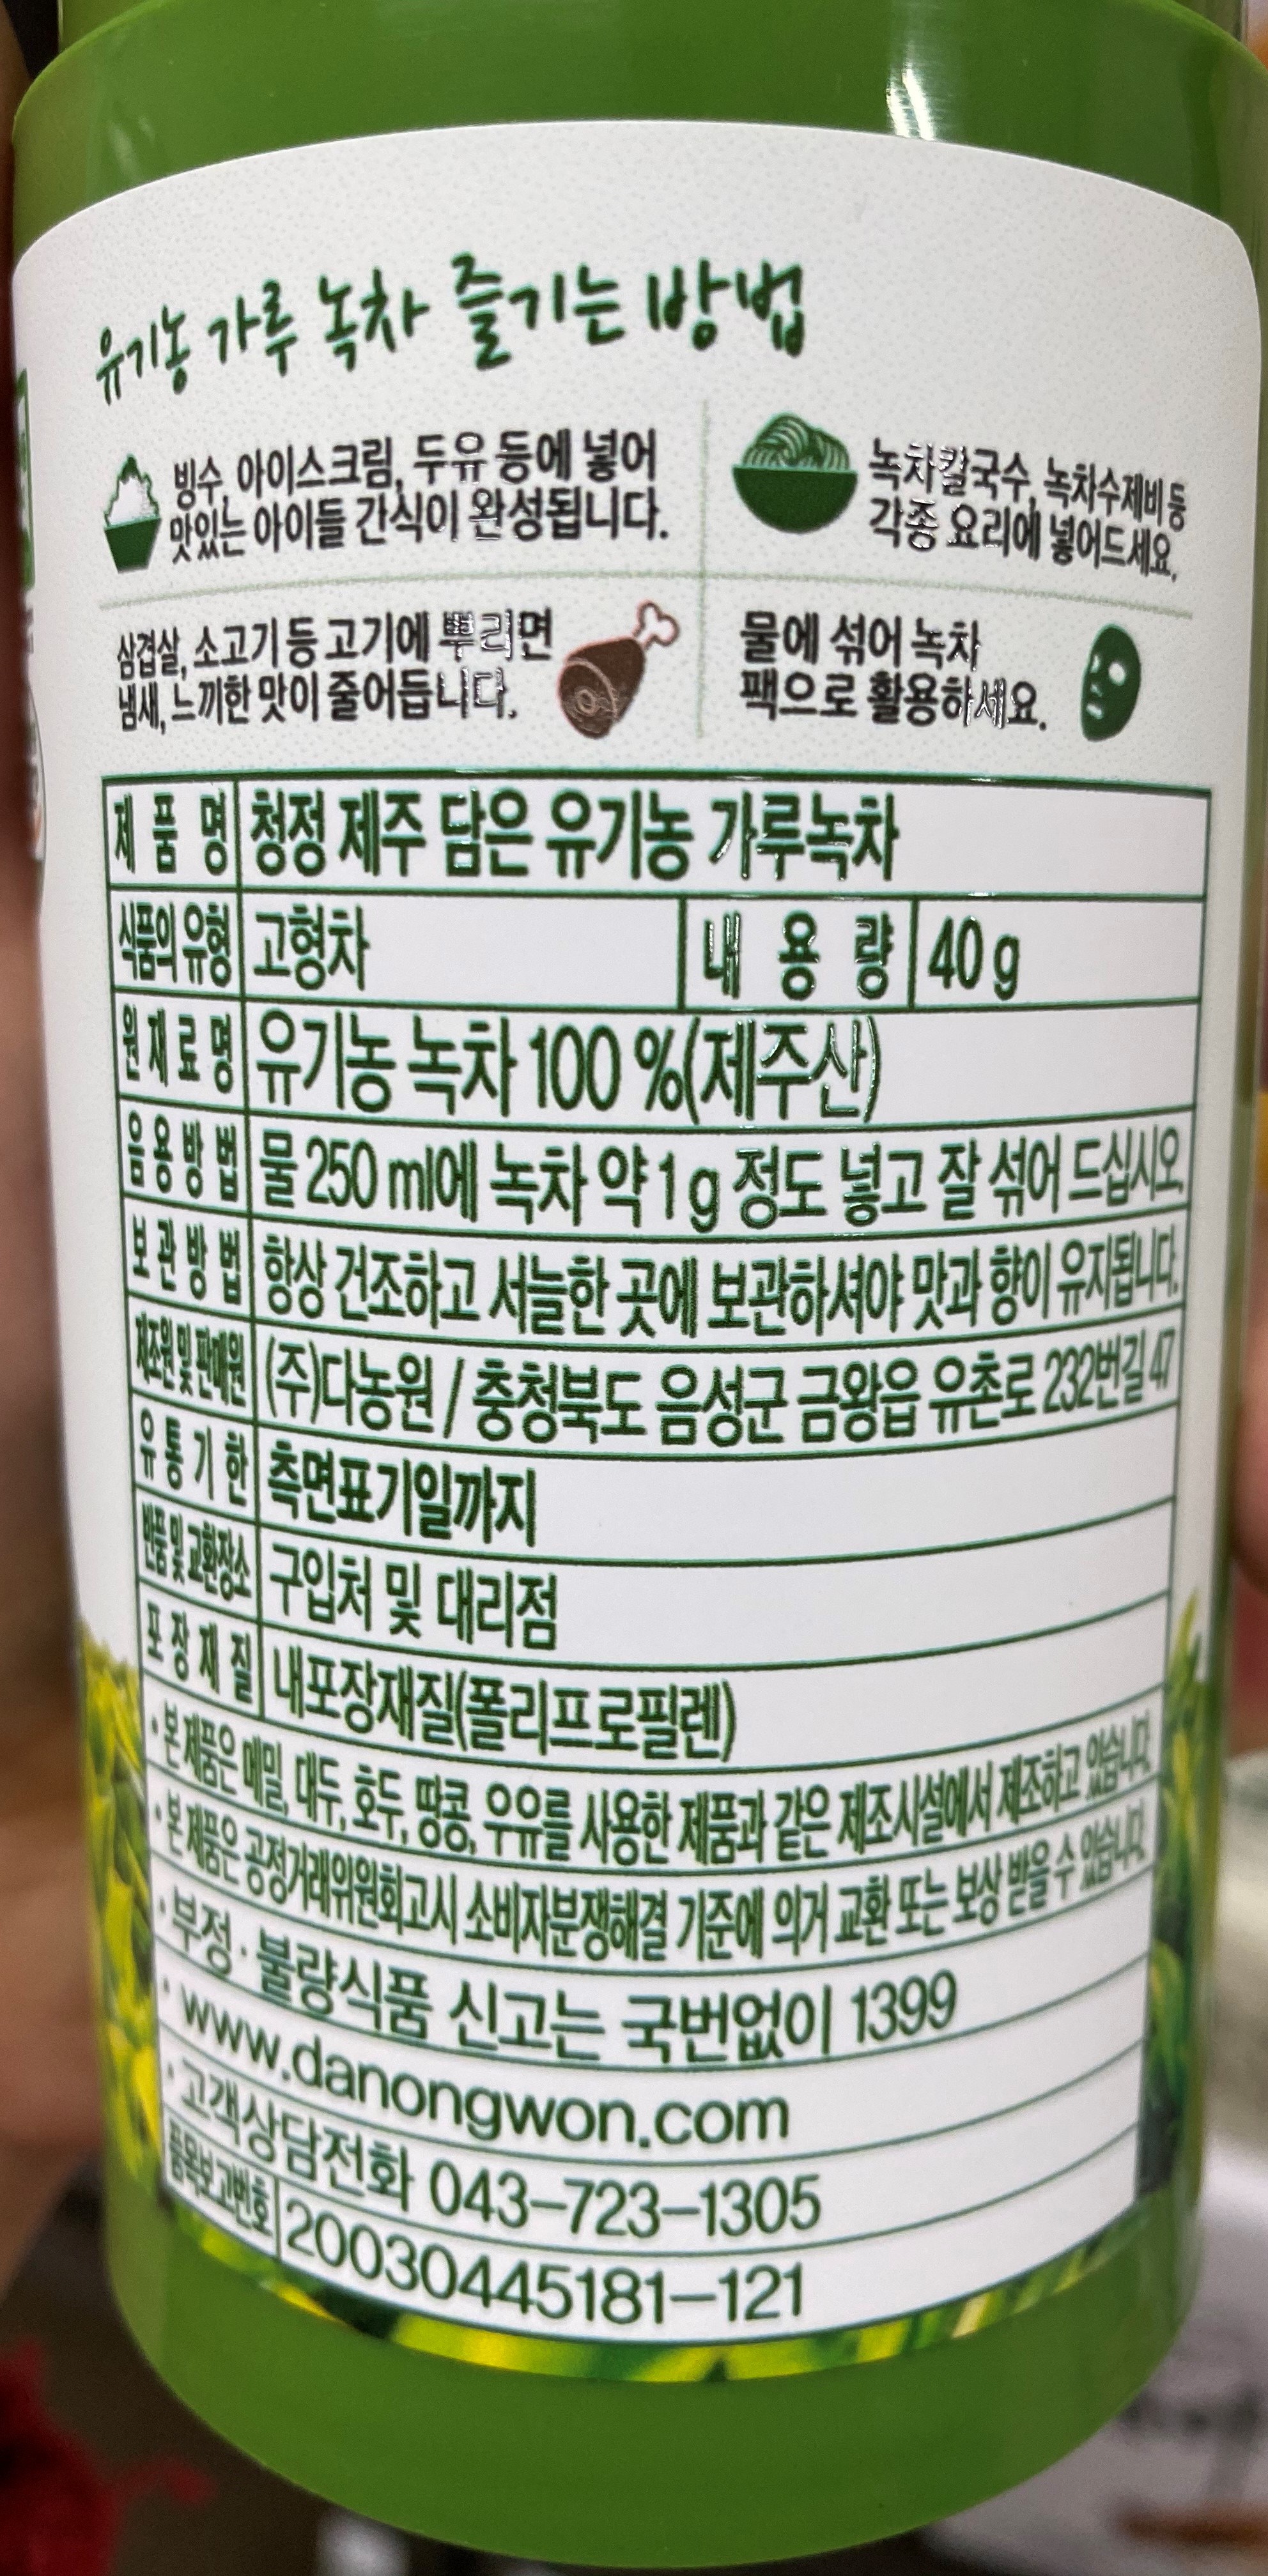 유기농 가루 녹차 즐기는 방법
빙수, 아이스크림, 두유 등에 넣어
맛있는 아이들 간식이 완성됩니다.
녹차칼국수, 녹차수제비 등
각종 요리에 넣어드세요.
삼겹살, 소고기 등 고기에 뿌리면
냄새, 느끼한 맛이 줄어듭니다.
물에 섞어 녹차
팩으로 활용하세요.
제 품 명 청정 제주 담은 유기농 가루녹차
식품의 유형 고형차 내 용 량 40 g
원 재 료 명 유기농 녹차 100 %(제주산)
음 용 방 법 물 250 ml에 녹차 약 1g 정도 넣고 잘 섞어 드십시오.
보 관 방 법 항상 건조하고 서늘한 곳에 보관하셔야 맛과 향이 유지됩니다.
제조원 및 판매원 (주)다농원 / 충청북도 음성군 금왕읍 유촌로 232번길 47
유 통 기 한 측면표기일까지
반품 및 교환장소 구입처 및 대리점
포 장 재 질 내포장재질(폴리프로필렌)
· 본 제품은 메밀, 대두, 호두, 땅콩, 우유를 사용한 제품과 같은 제조시설에서 제조하고 있습니다.
· 본 제품은 공정거래위원회고시 소비자분쟁해결 기준에 의거 교환 또는 보상 받을 수 있습니다.
· 부정 · 불량식품 신고는 국번없이 1399
· www.danongwon.com
· 고객상담전화 043-723-1305
품목보고번호 20030445181-121